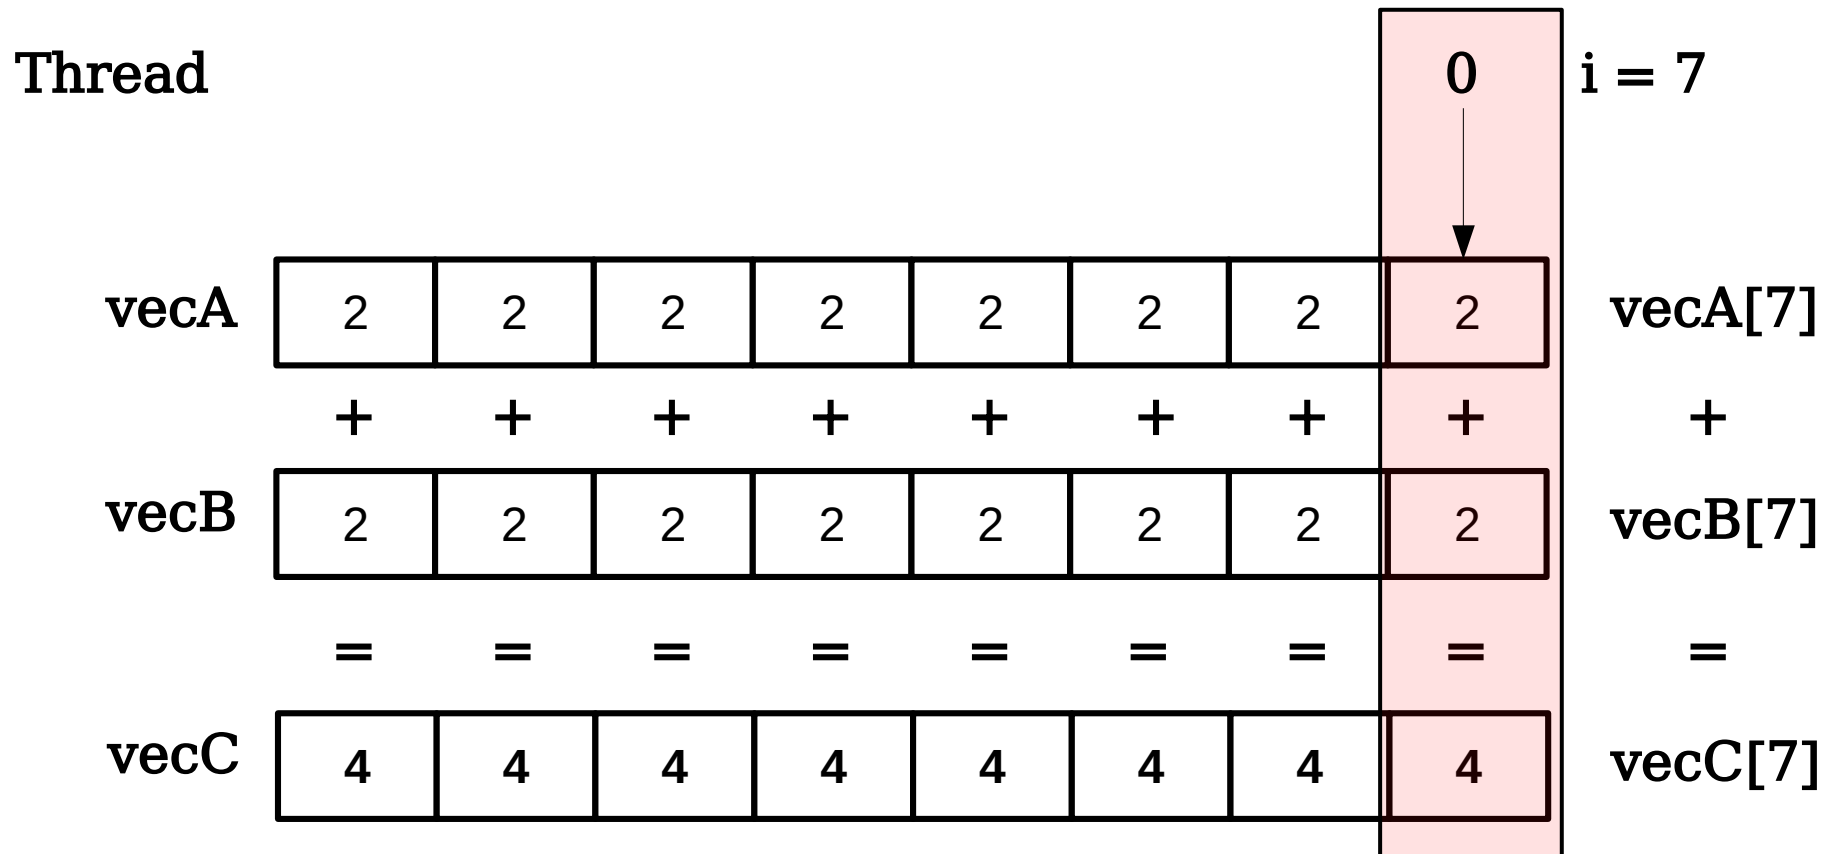 Thread 0 i = 7
vecA 2 2 2 2 2 2 2 2 vecA[7]
+ + + + + + + + +
vecB 2 2 2 2 2 2 2 2 vecB[7]
= = = = = = = = =
vecC 4 4 4 4 4 4 4 4 vecC[7]